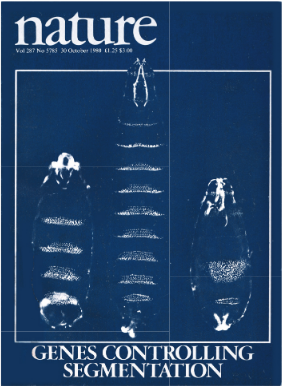 nature
Vol 287 No 5785 30 October 1980 £1.25 $3.00
GENES CONTROLLING
SEGMENTATION